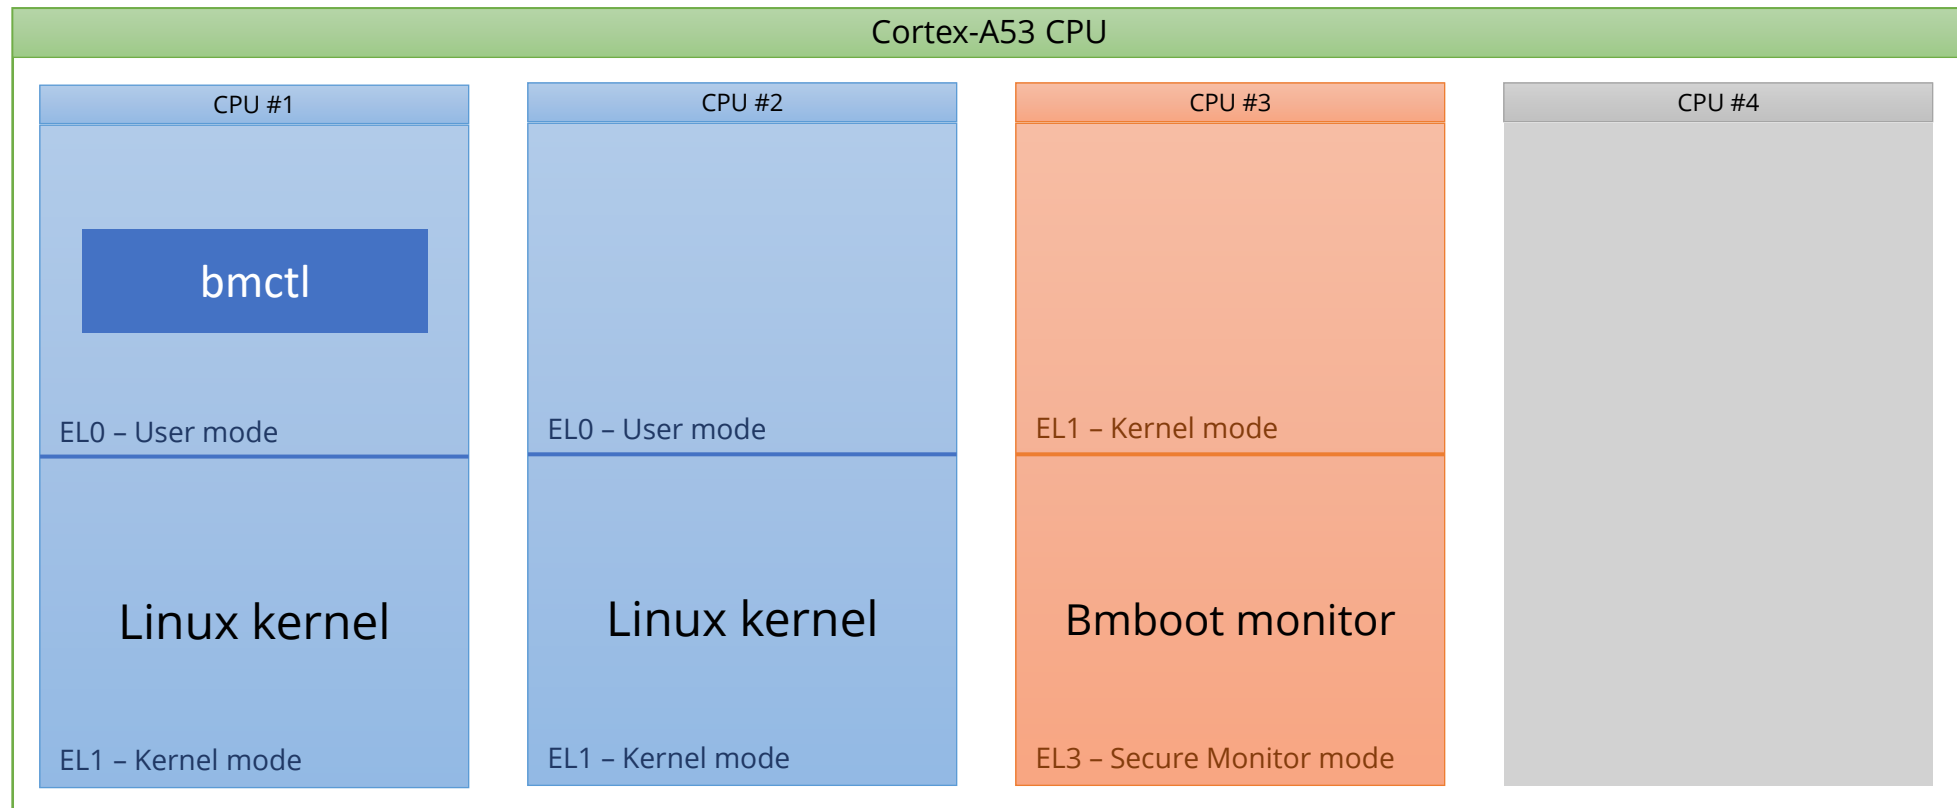 Cortex-A53 CPU
CPU #1
bmctl
EL0 – User mode
Linux kernel
EL1 – Kernel mode
CPU #2
EL0 – User mode
Linux kernel
EL1 – Kernel mode
CPU #3
EL1 – Kernel mode
Bmboot monitor
EL3 – Secure Monitor mode
CPU #4